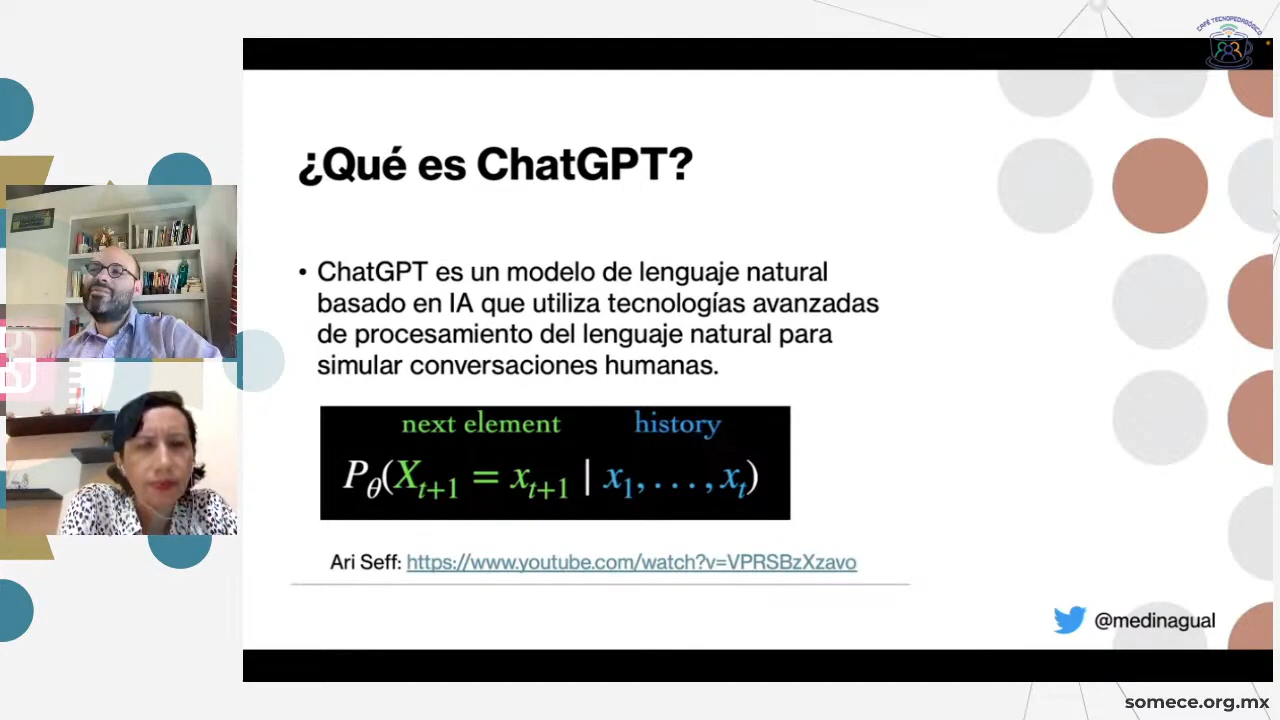 CAFÉ TECNOPEDAGÓGICO
¿Qué es ChatGPT?
• ChatGPT es un modelo de lenguaje natural
basado en IA que utiliza tecnologías avanzadas
de procesamiento del lenguaje natural para
simular conversaciones humanas.
next element history
Pθ(Xt+1 = xt+1 | x1, . . . , xt)
Ari Seff: https://www.youtube.com/watch?v=VPRSBzXzavo
@medinagual
somece.org.mx